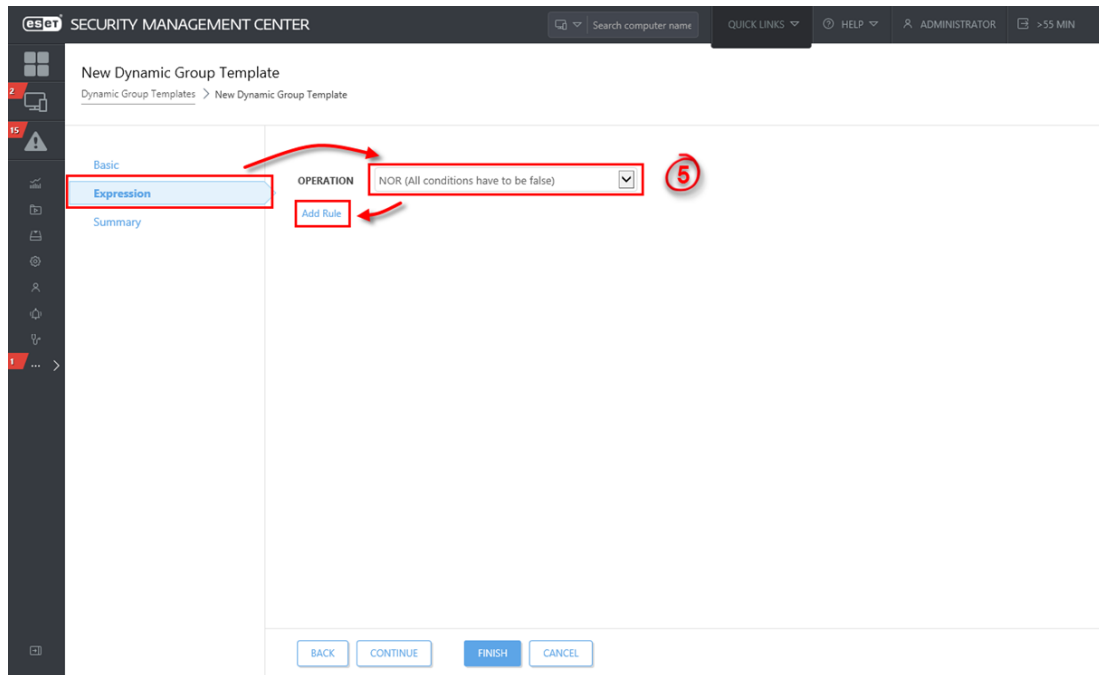 eseT SECURITY MANAGEMENT CENTER
Search computer name
QUICK LINKS
HELP
ADMINISTRATOR
>55 MIN
New Dynamic Group Template
Dynamic Group Templates > New Dynamic Group Template
2
15
1
...
Basic
Expression
Summary
OPERATION NOR (All conditions have to be false)
5
Add Rule
BACK CONTINUE FINISH CANCEL